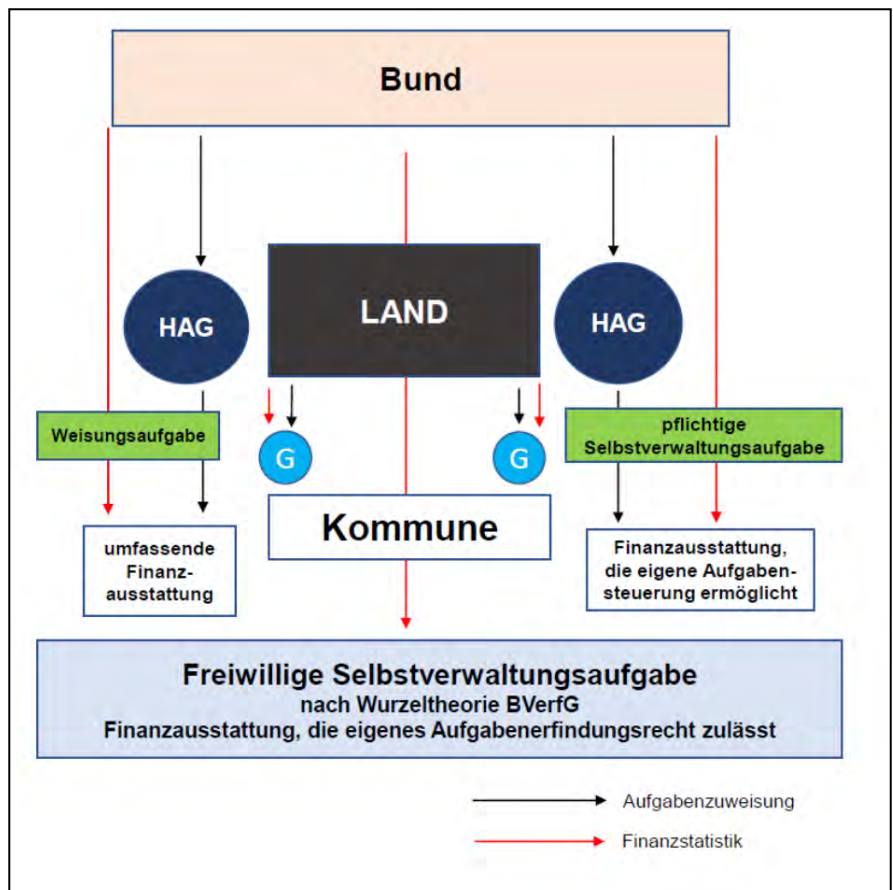 Bund
HAG
LAND
HAG
Weisungsaufgabe
pflichtige
Selbstverwaltungsaufgabe
G
G
Kommune
umfassende
Finanz-
ausstattung
Finanzausstattung,
die eigene Aufgaben-
steuerung ermöglicht
Freiwillige Selbstverwaltungsaufgabe
nach Wurzeltheorie BVerfG
Finanzausstattung, die eigenes Aufgabenerfindungsrecht zulässt
Aufgabenzuweisung
Finanzstatistik